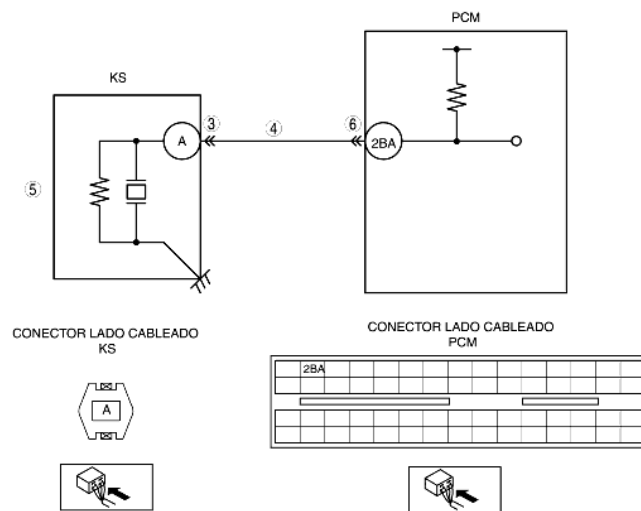 PCM
KS
A
3
4
6
2BA
5
CONECTOR LADO CABLEADO
KS
CONECTOR LADO CABLEADO
PCM
A
2BA